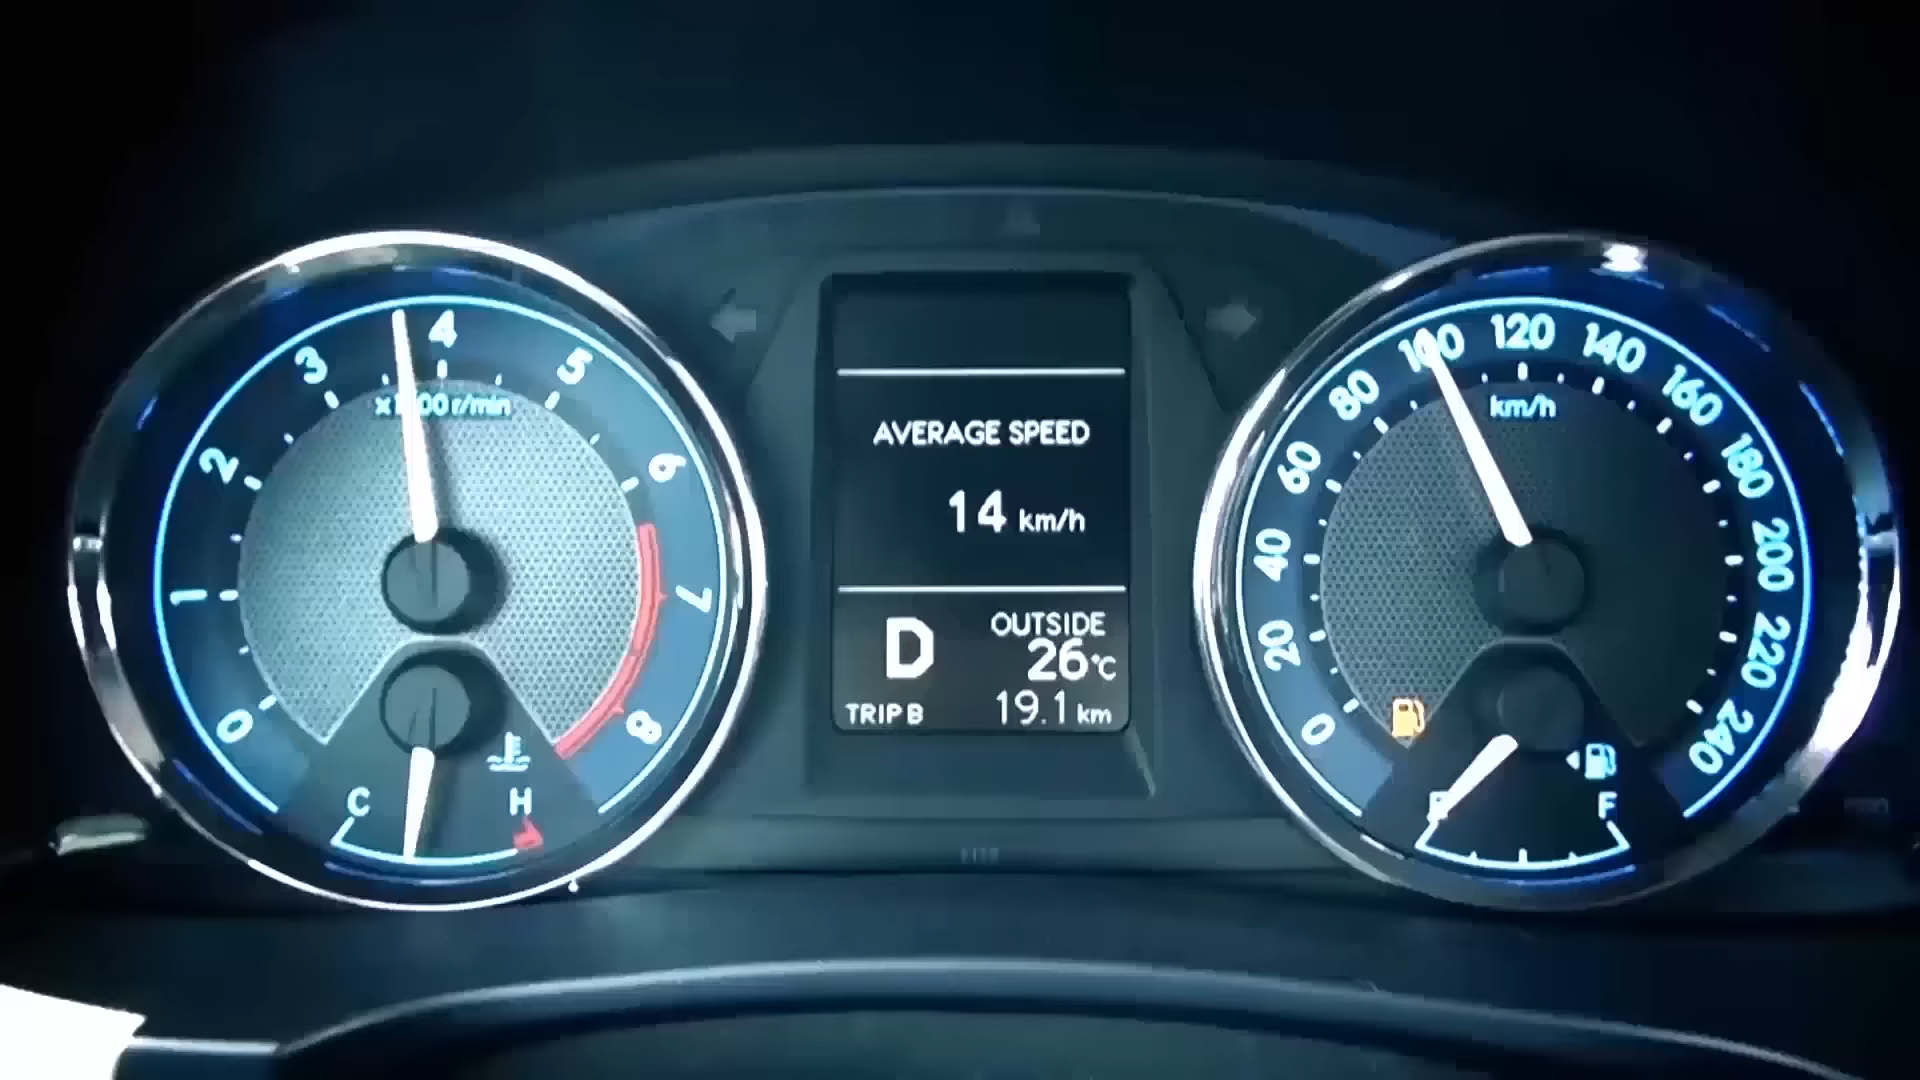 0
1
2
3
4
5
6
7
8
x1000 r/min
C
H
AVERAGE SPEED
14 km/h
D
OUTSIDE
26°C
TRIP B
19.1 km
0
20
40
60
80
100
120
140
160
180
200
220
240
km/h
E
F